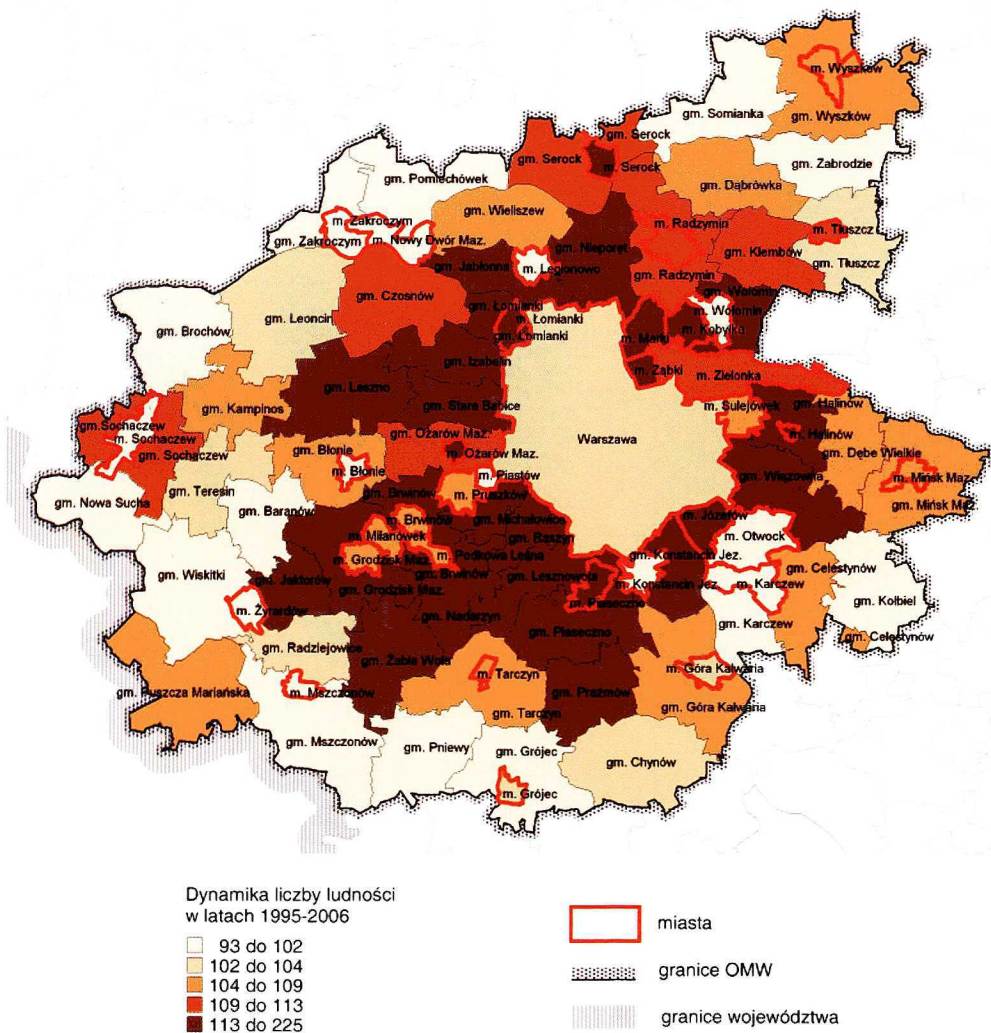 m. Wyszków
gm. Somianka
gm. Wyszków
gm. Serock
gm. Serock
m. Serock
gm. Zabrodzie
gm. Pomiechówek
gm. Dąbrówka
gm. Wieliszew
m. Zakroczym
gm. Zakroczym
m. Nowy Dwór Maz.
m. Radzymin
m. Tłuszcz
gm. Nieporęt
gm. Klembów
gm. Tłuszcz
gm. Jabłonna
m. Legionowo
gm. Radzymin
gm. Czosnów
gm. Wołomin
gm. Łomianki
m. Wołomin
gm. Leoncin
m. Łomianki
gm. Brochów
gm. Łomianki
m. Marki
m. Kobyłka
gm. Izabelin
m. Ząbki
m. Zielonka
gm. Leszno
gm. Kampinos
gm. Stare Babice
m. Sulejówek
gm. Halinów
gm. Sochaczew
m. Sochaczew
gm. Sochaczew
gm. Ożarów Maz.
Warszawa
m. Halinów
gm. Błonie
m. Ożarów Maz.
gm. Dębe Wielkie
m. Błonie
m. Piastów
gm. Wiązowna
m. Mińsk Maz.
gm. Teresin
gm. Brwinów
m. Pruszków
gm. Nowa Sucha
gm. Baranów
gm. Mińsk Maz.
m. Brwinów
gm. Michałowice
m. Józefów
m. Milanówek
gm. Raszyn
m. Otwock
m. Grodzisk Maz.
m. Podkowa Leśna
gm. Konstancin Jez.
gm. Wiskitki
gm. Jaktorów
gm. Brwinów
gm. Lesznowola
m. Konstancin Jez.
m. Karczew
gm. Celestynów
gm. Grodzisk Maz.
m. Piaseczno
gm. Kołbiel
m. Żyrardów
gm. Nadarzyn
gm. Karczew
gm. Piaseczno
gm. Celestynów
gm. Radziejowice
gm. Żabia Wola
m. Góra Kalwaria
m. Tarczyn
gm. Puszcza Mariańska
m. Mszczonów
gm. Prażmów
gm. Góra Kalwaria
gm. Tarczyn
gm. Mszczonów
gm. Pniewy
gm. Grójec
gm. Chynów
m. Grójec
Dynamika liczby ludności
w latach 1995-2006
93 do 102
102 do 104
104 do 109
109 do 113
113 do 225
miasta
granice OMW
granice województwa